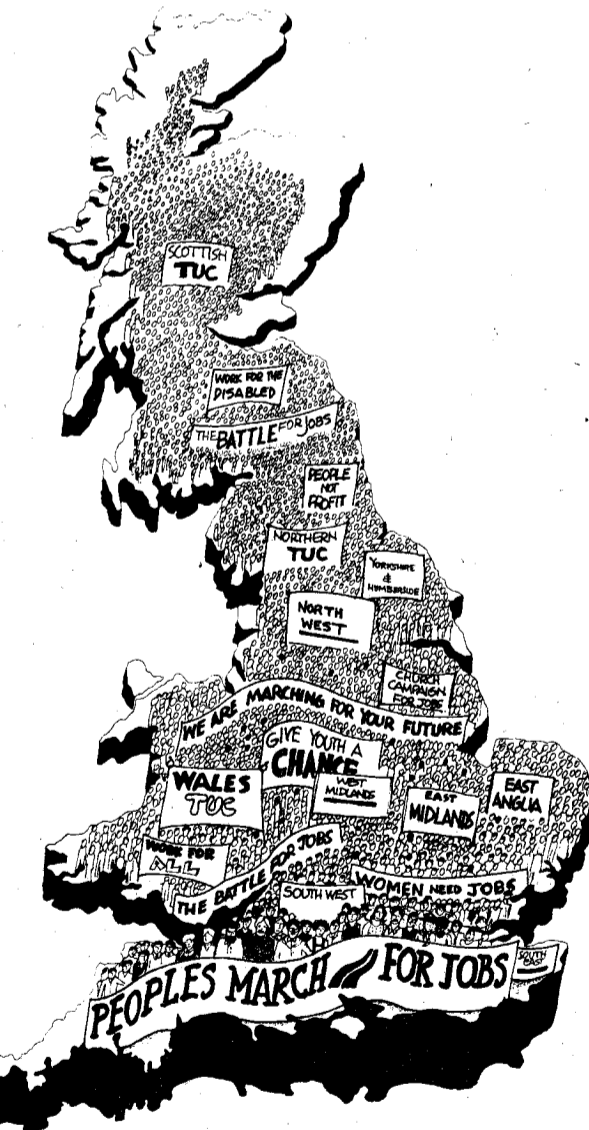 SCOTTISH
TUC
WORK FOR THE
DISABLED
THE BATTLE FOR JOBS
PEOPLE
NOT
PROFIT
NORTHERN
TUC
YORKSHIRE
&
HUMBERSIDE
NORTH
WEST
CHURCH
CAMPAIGN
FOR JOBS
WE ARE MARCHING FOR YOUR FUTURE
GIVE YOUTH A
CHANCE
WALES
TUC
WEST
MIDLANDS
EAST
MIDLANDS
EAST
ANGLIA
WORK FOR
ALL
THE BATTLE FOR JOBS
SOUTH WEST
WOMEN NEED JOBS
PEOPLES MARCH FOR JOBS
SOUTH
EAST